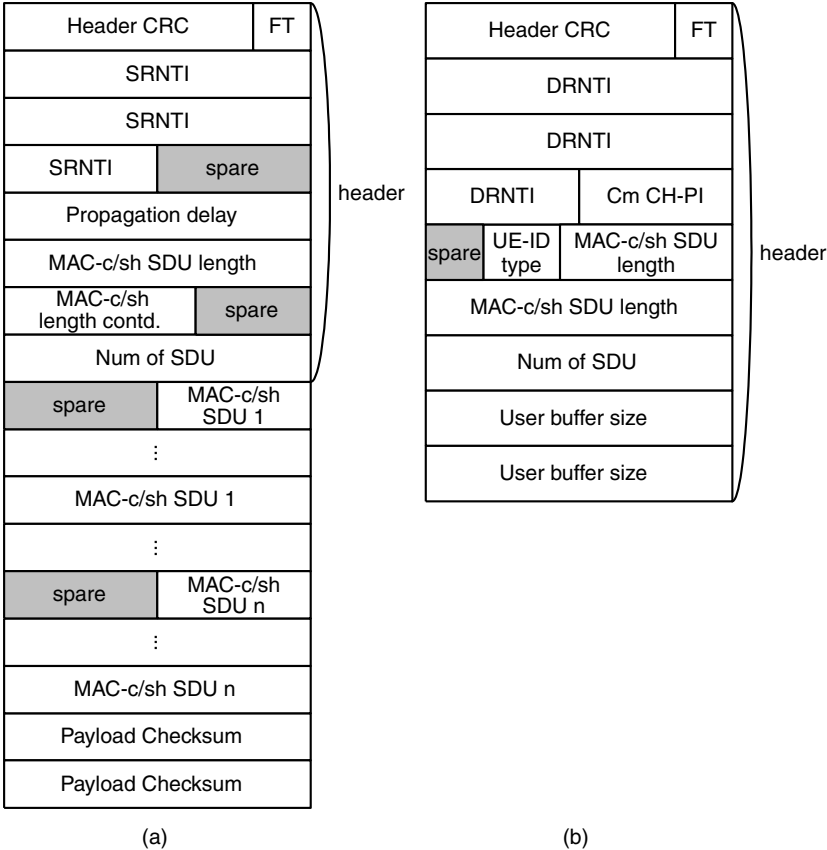 Header CRC FT
SRNTI
SRNTI
SRNTI spare
Propagation delay
MAC-c/sh SDU length
MAC-c/sh
length contd.
spare
Num of SDU
spare
MAC-c/sh
SDU 1
⋮
MAC-c/sh SDU 1
⋮
spare
MAC-c/sh
SDU n
⋮
MAC-c/sh SDU n
Payload Checksum
Payload Checksum
header
(a)
Header CRC FT
DRNTI
DRNTI
DRNTI Cm CH-PI
spare
UE-ID
type
MAC-c/sh SDU
length
MAC-c/sh SDU length
Num of SDU
User buffer size
User buffer size
header
(b)